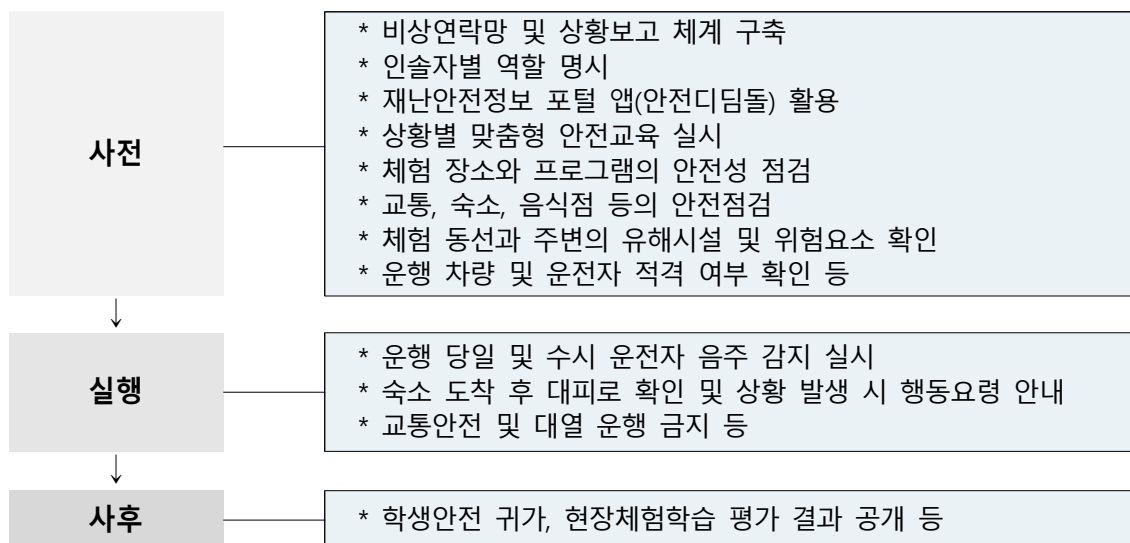 사전
* 비상연락망 및 상황보고 체계 구축
* 인솔자별 역할 명시
* 재난안전정보 포털 앱(안전디딤돌) 활용
* 상황별 맞춤형 안전교육 실시
* 체험 장소와 프로그램의 안전성 점검
* 교통, 숙소, 음식점 등의 안전점검
* 체험 동선과 주변의 유해시설 및 위험요소 확인
* 운행 차량 및 운전자 적격 여부 확인 등
실행
* 운행 당일 및 수시 운전자 음주 감지 실시
* 숙소 도착 후 대피로 확인 및 상황 발생 시 행동요령 안내
* 교통안전 및 대열 운행 금지 등
사후
* 학생안전 귀가, 현장체험학습 평가 결과 공개 등